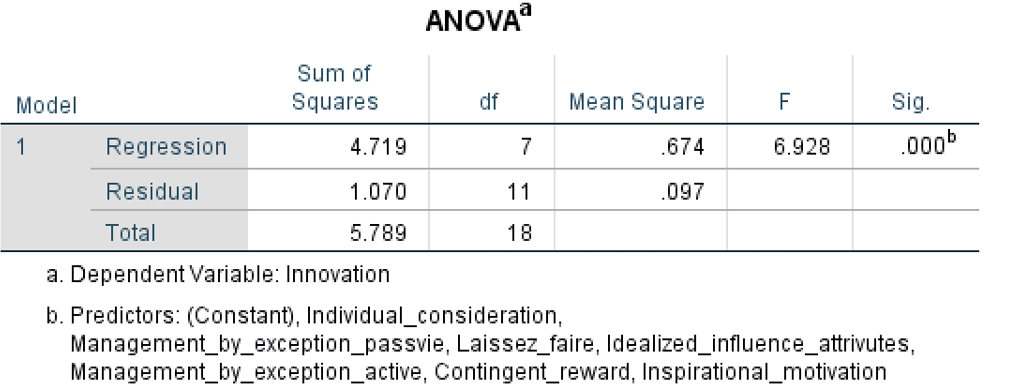 ANOVAa
Model Sum of Squares df Mean Square F Sig.
1 Regression 4.719 7 .674 6.928 .000b
Residual 1.070 11 .097
Total 5.789 18
a. Dependent Variable: Innovation
b. Predictors: (Constant), Individual_consideration,
Management_by_exception_passvie, Laissez_faire, Idealized_influence_attrivutes,
Management_by_exception_active, Contingent_reward, Inspirational_motivation